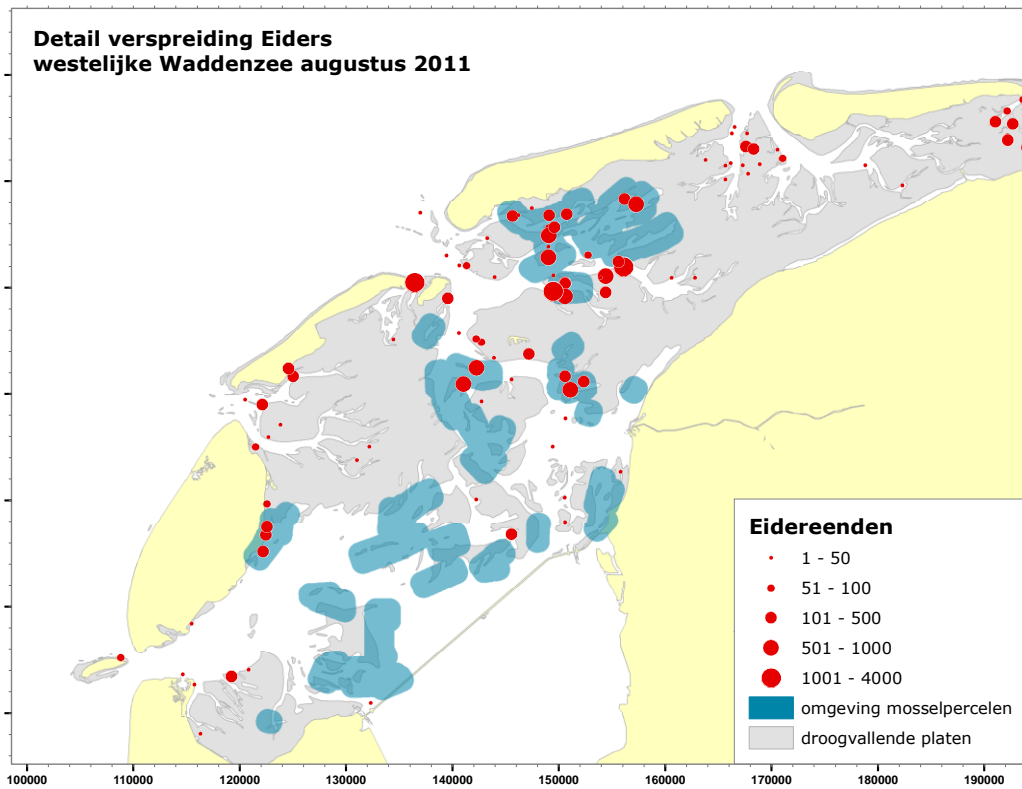 Detail verspreiding Eiders
westelijke Waddenzee augustus 2011
Eidereenden
1 - 50
51 - 100
101 - 500
501 - 1000
1001 - 4000
omgeving mosselpercelen
droogvallende platen
100000 110000 120000 130000 140000 150000 160000 170000 180000 190000